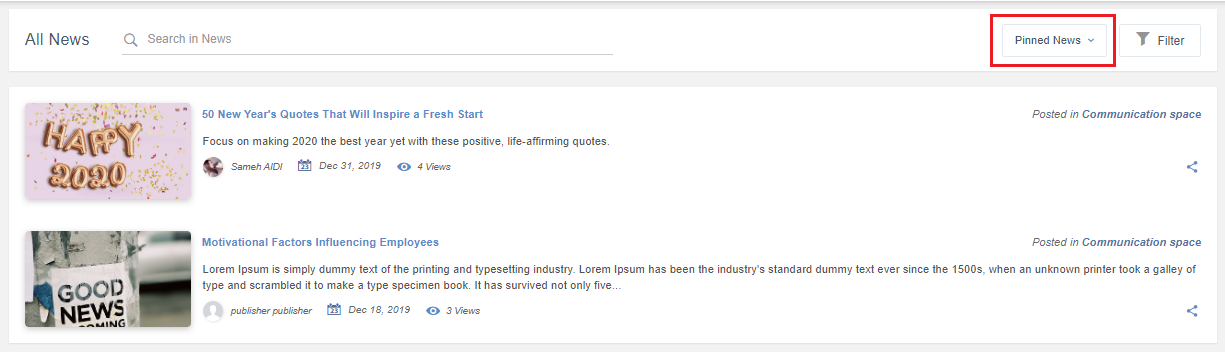 All News
Search in News
Pinned News
Filter
HAPPY
2020
50 New Year's Quotes That Will Inspire a Fresh Start
Posted in Communication space
Focus on making 2020 the best year yet with these positive, life-affirming quotes.
Sameh AIDI
23
Dec 31, 2019
4 Views
GOOD
NEWS
COMING
Motivational Factors Influencing Employees
Posted in Communication space
Lorem Ipsum is simply dummy text of the printing and typesetting industry. Lorem Ipsum has been the industry's standard dummy text ever since the 1500s, when an unknown printer took a galley of
type and scrambled it to make a type specimen book. It has survived not only five...
publisher publisher
23
Dec 18, 2019
3 Views